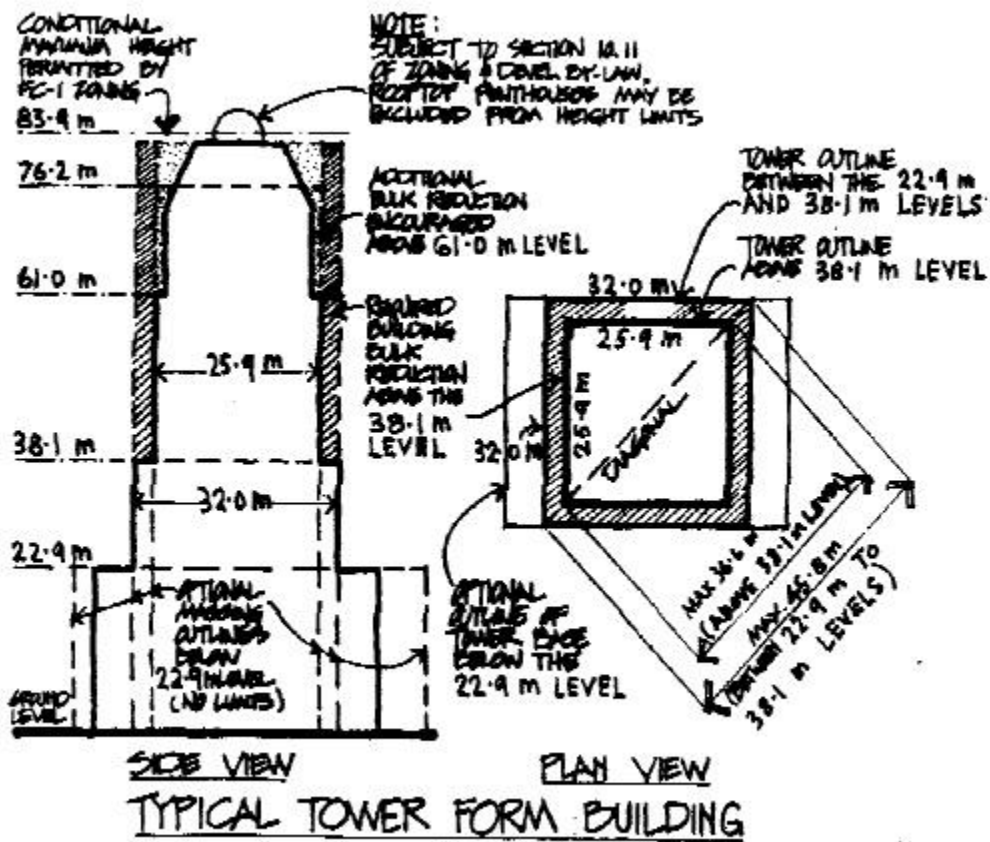 CONDITIONAL
MAXIMUM HEIGHT
PERMITTED BY
FC-1 ZONING
83.9 m
76.2 m
61.0 m
38.1 m
22.9 m
GROUND
LEVEL
NOTE:
SUBJECT TO SECTION 10.11
OF ZONING & DEVEL. BY-LAW,
ROOFTOP PENTHOUSES MAY BE
EXCLUDED FROM HEIGHT LIMITS
ADDITIONAL
BULK REDUCTION
ENCOURAGED
ABOVE 61.0 m LEVEL
REQUIRED
BUILDING
BULK
REDUCTION
ABOVE THE
38.1 m
LEVEL
25.9 m
32.0 m
OPTIONAL
MASSING
OUTLINES
BELOW
22.9 m LEVEL
(NO LIMITS)
SIDE VIEW
TOWER OUTLINE
BETWEEN THE 22.9 m
AND 38.1 m LEVELS
TOWER OUTLINE
ABOVE 38.1 m LEVEL
32.0 m
25.9 m
25.9 m
32.0 m
DIAGONAL
OPTIONAL
OUTLINE OF
TOWER BASE
BELOW THE
22.9 m LEVEL
MAX 36.6 m
(ABOVE 38.1 m LEVEL)
MAX 46.8 m
(BETWEEN 22.9 m TO
38.1 m LEVELS)
PLAN VIEW
TYPICAL TOWER FORM BUILDING